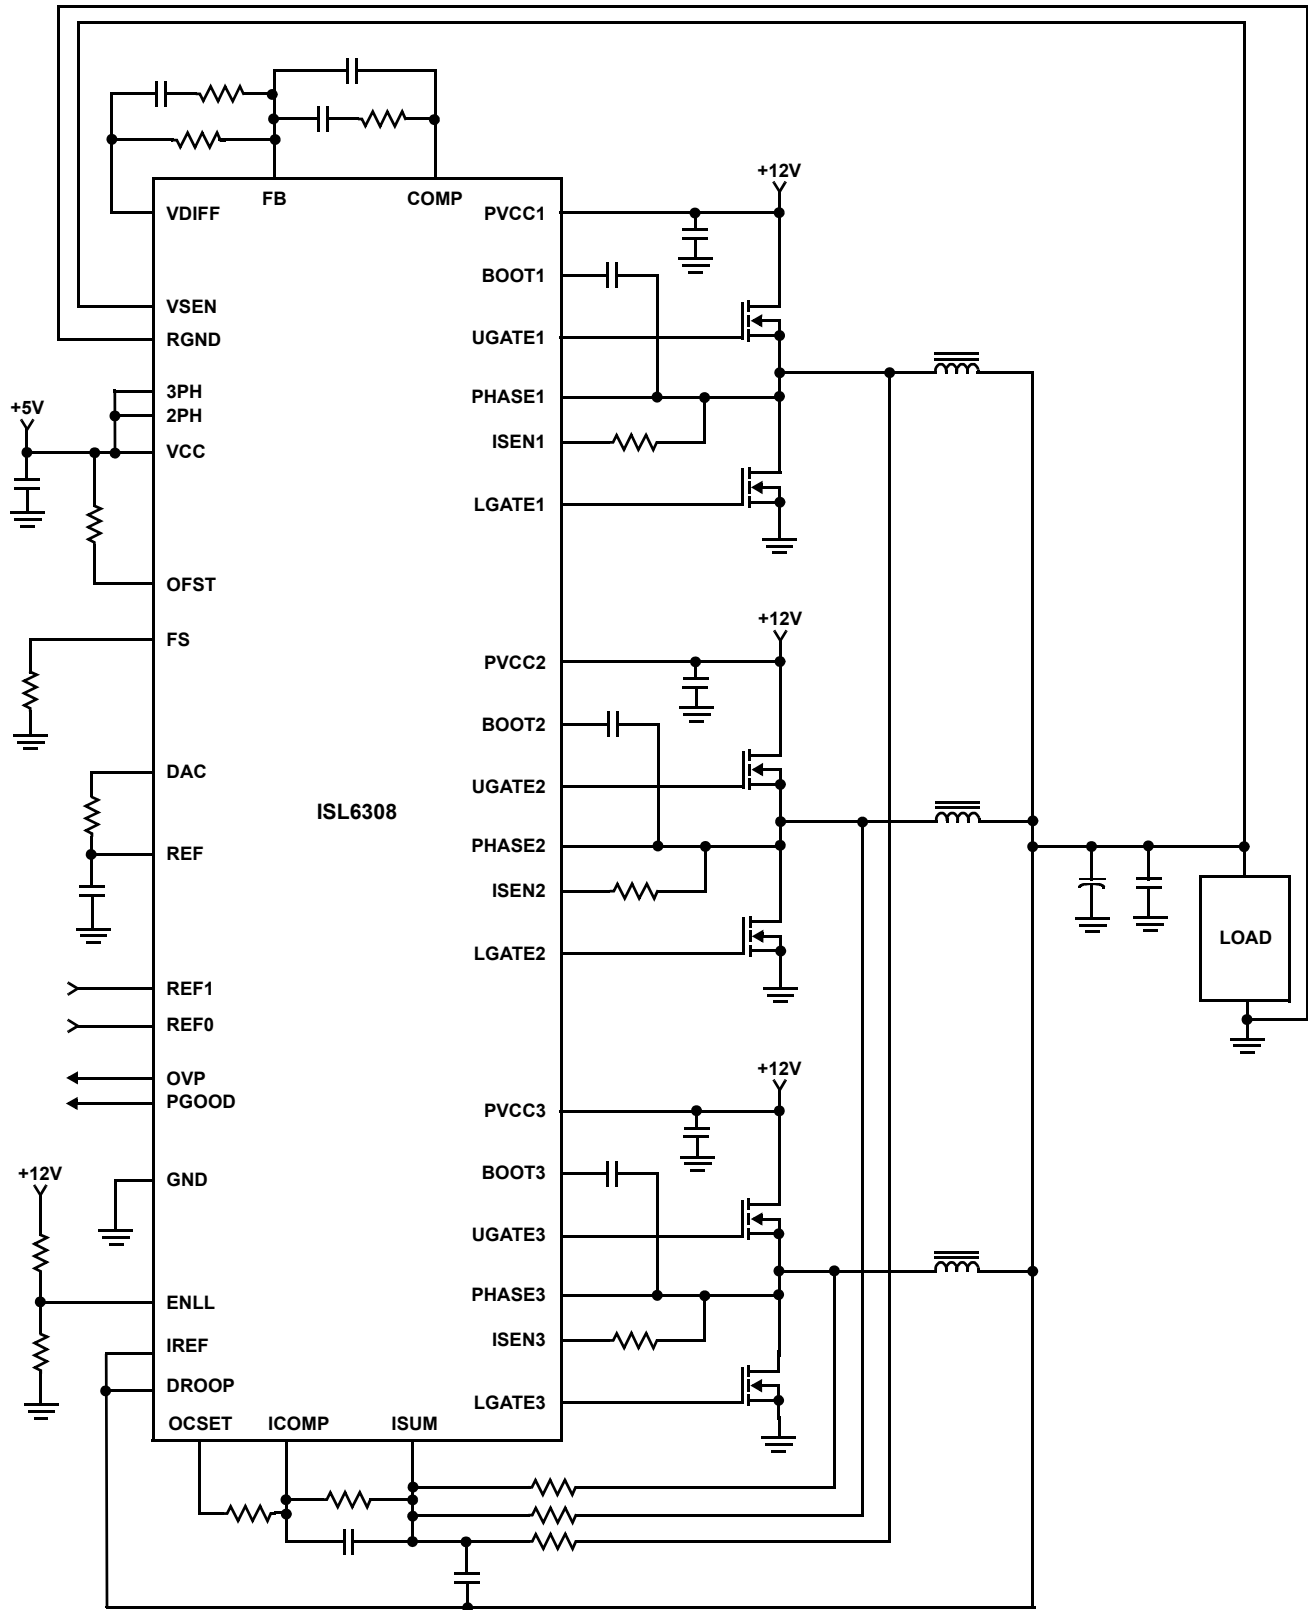 FB
COMP
VDIFF
VSEN
RGND
3PH
2PH
+5V
VCC
OFST
FS
DAC
ISL6308
REF
REF1
REF0
OVP
PGOOD
+12V
GND
ENLL
IREF
DROOP
OCSET
ICOMP
ISUM
+12V
PVCC1
BOOT1
UGATE1
PHASE1
ISEN1
LGATE1
+12V
PVCC2
BOOT2
UGATE2
PHASE2
ISEN2
LGATE2
+12V
PVCC3
BOOT3
UGATE3
PHASE3
ISEN3
LGATE3
LOAD